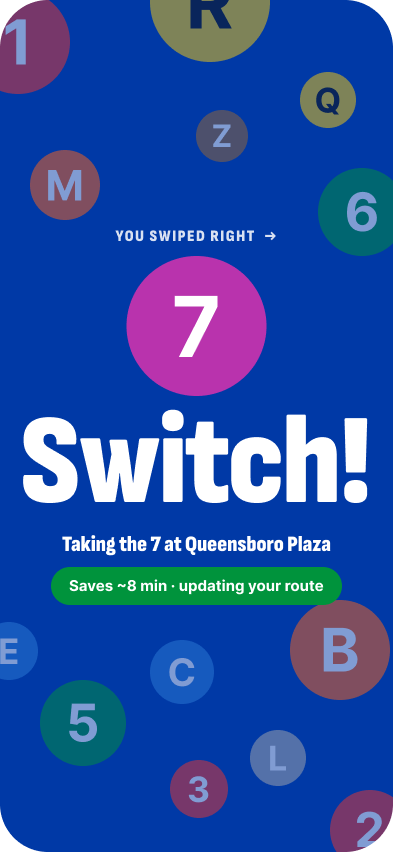 R
1
Q
Z
M
6
YOU SWIPED RIGHT →
7
Switch!
Taking the 7 at Queensboro Plaza
Saves ~8 min · updating your route
E
B
C
5
L
3
2